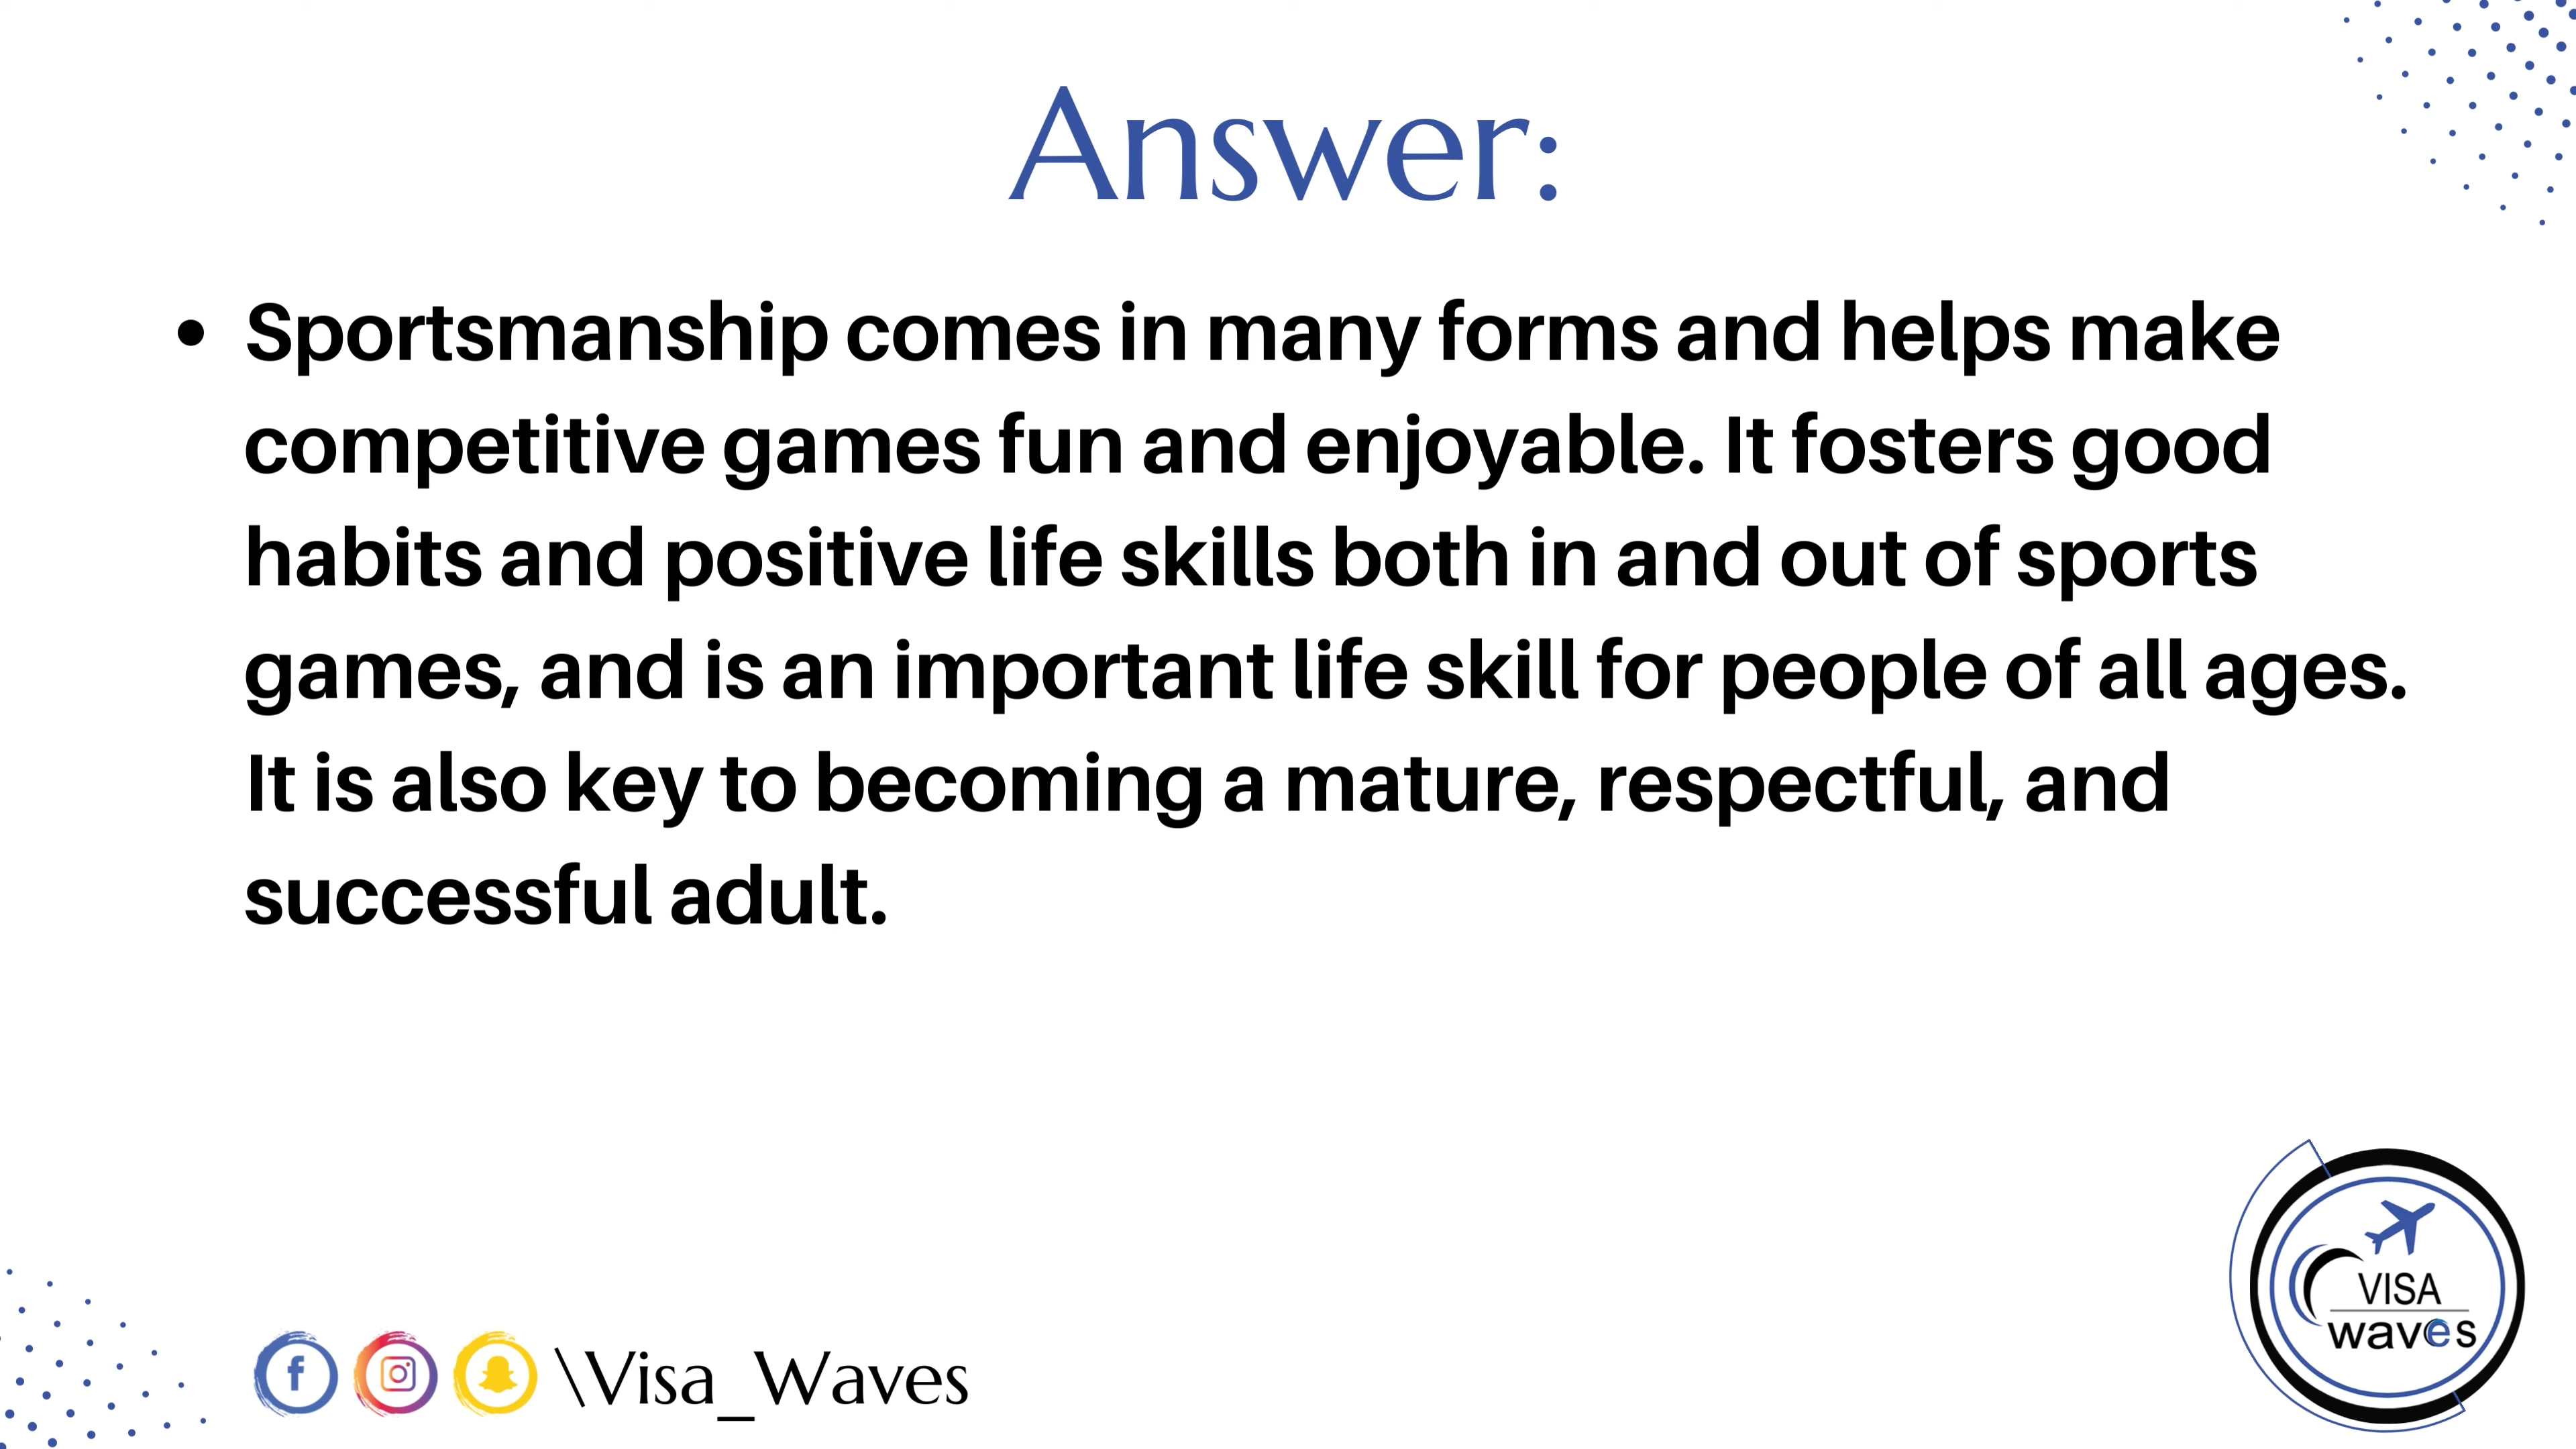 Answer:
• Sportsmanship comes in many forms and helps make
competitive games fun and enjoyable. It fosters good
habits and positive life skills both in and out of sports
games, and is an important life skill for people of all ages.
It is also key to becoming a mature, respectful, and
successful adult.
VISA
waves
\Visa_Waves